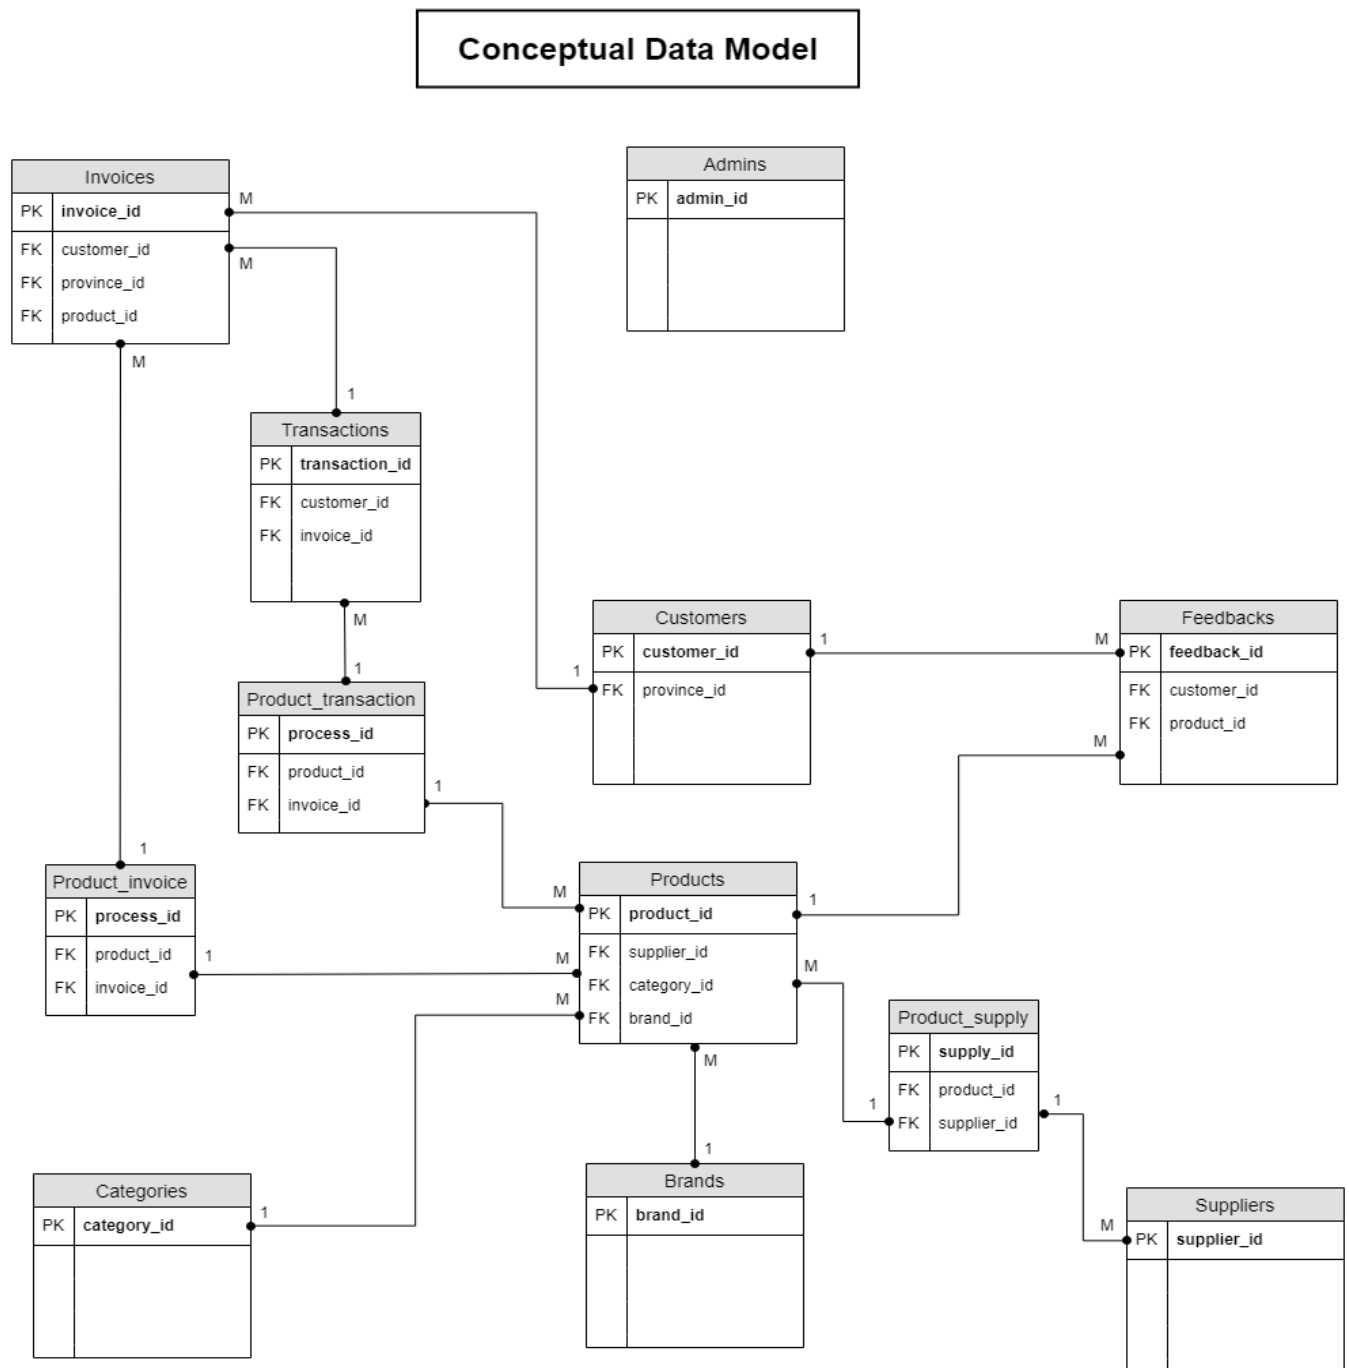 Conceptual Data Model
Invoices
PK invoice_id
FK customer_id
FK province_id
FK product_id
M
M
M
Admins
PK admin_id
1
Transactions
PK transaction_id
FK customer_id
FK invoice_id
M
1
Customers
PK customer_id
FK province_id
1
1
M
Feedbacks
PK feedback_id
FK customer_id
FK product_id
M
Product_transaction
PK process_id
FK product_id
FK invoice_id
1
1
Product_invoice
PK process_id
FK product_id
FK invoice_id
1
M
M
M
Products
PK product_id
FK supplier_id
FK category_id
FK brand_id
1
M
M
Product_supply
PK supply_id
FK product_id
FK supplier_id
1
1
1
Categories
PK category_id
1
Brands
PK brand_id
M
Suppliers
PK supplier_id